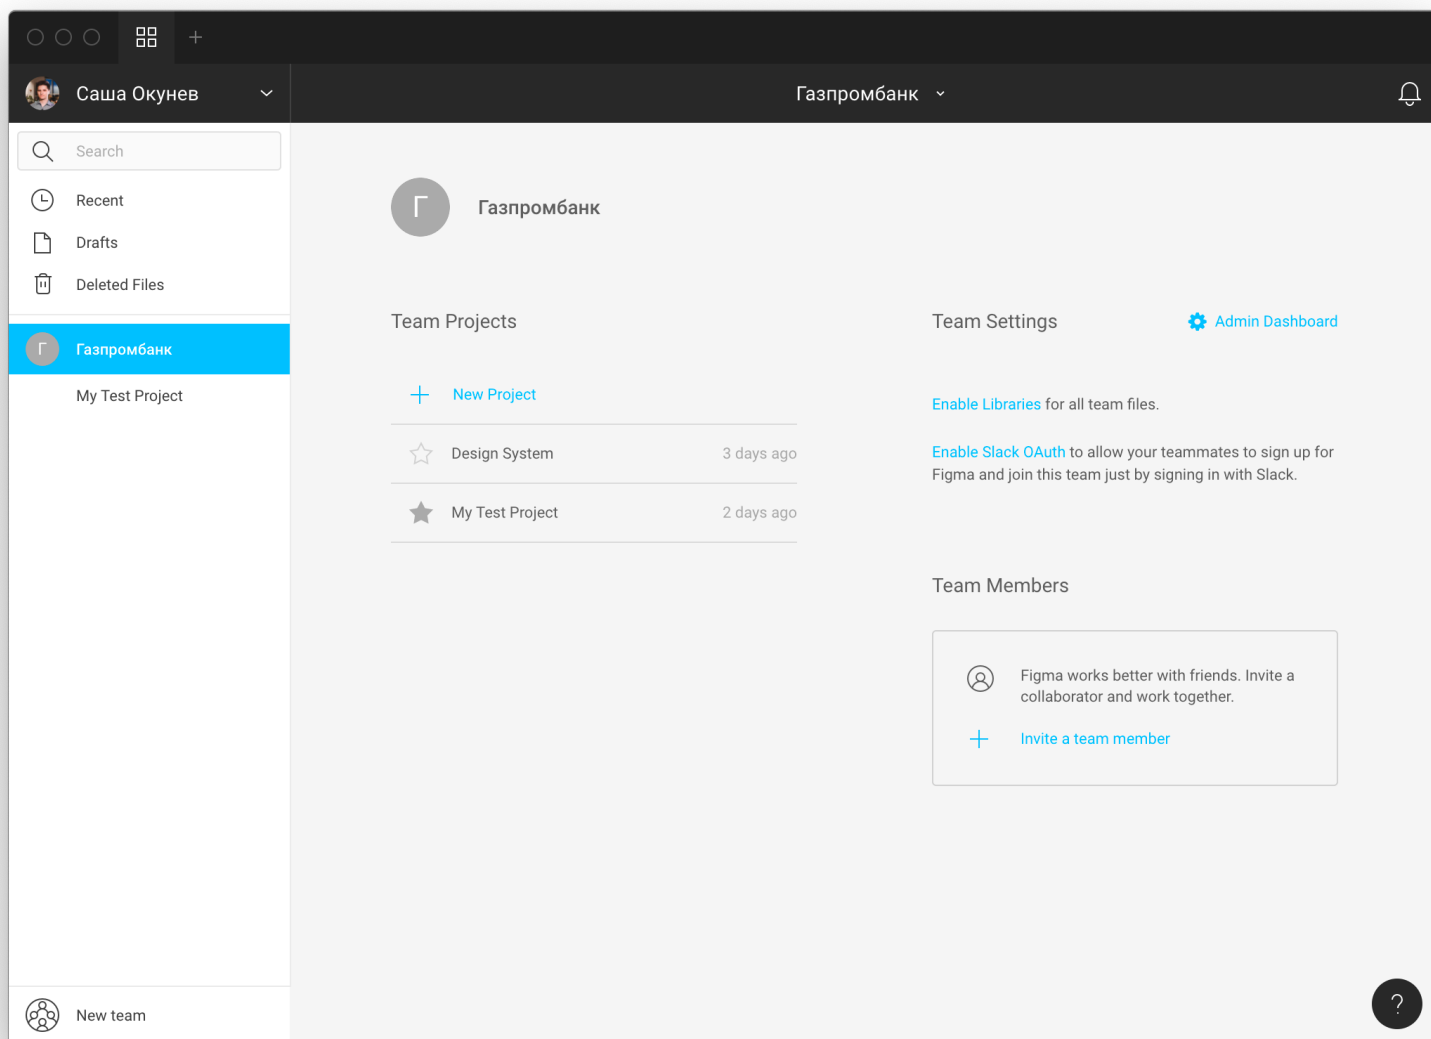 Саша Окунев
Газпромбанк
Search
Recent
Drafts
Deleted Files
Г
Газпромбанк
My Test Project
New team
Г
Газпромбанк
Team Projects
New Project
Design System 3 days ago
My Test Project 2 days ago
Team Settings
Admin Dashboard
Enable Libraries for all team files.
Enable Slack OAuth to allow your teammates to sign up for
Figma and join this team just by signing in with Slack.
Team Members
Figma works better with friends. Invite a
collaborator and work together.
Invite a team member
?